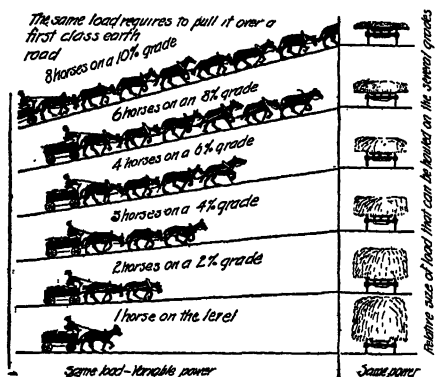 The same load requires to pull it over a
first class earth
road
8 horses on a 10% grade
6 horses on an 8% grade
4 horses on a 6% grade
3 horses on a 4% grade
2 horses on a 2% grade
1 horse on the level
Same load-Variable power
Same power
Relative size of load that can be hauled on the several grades